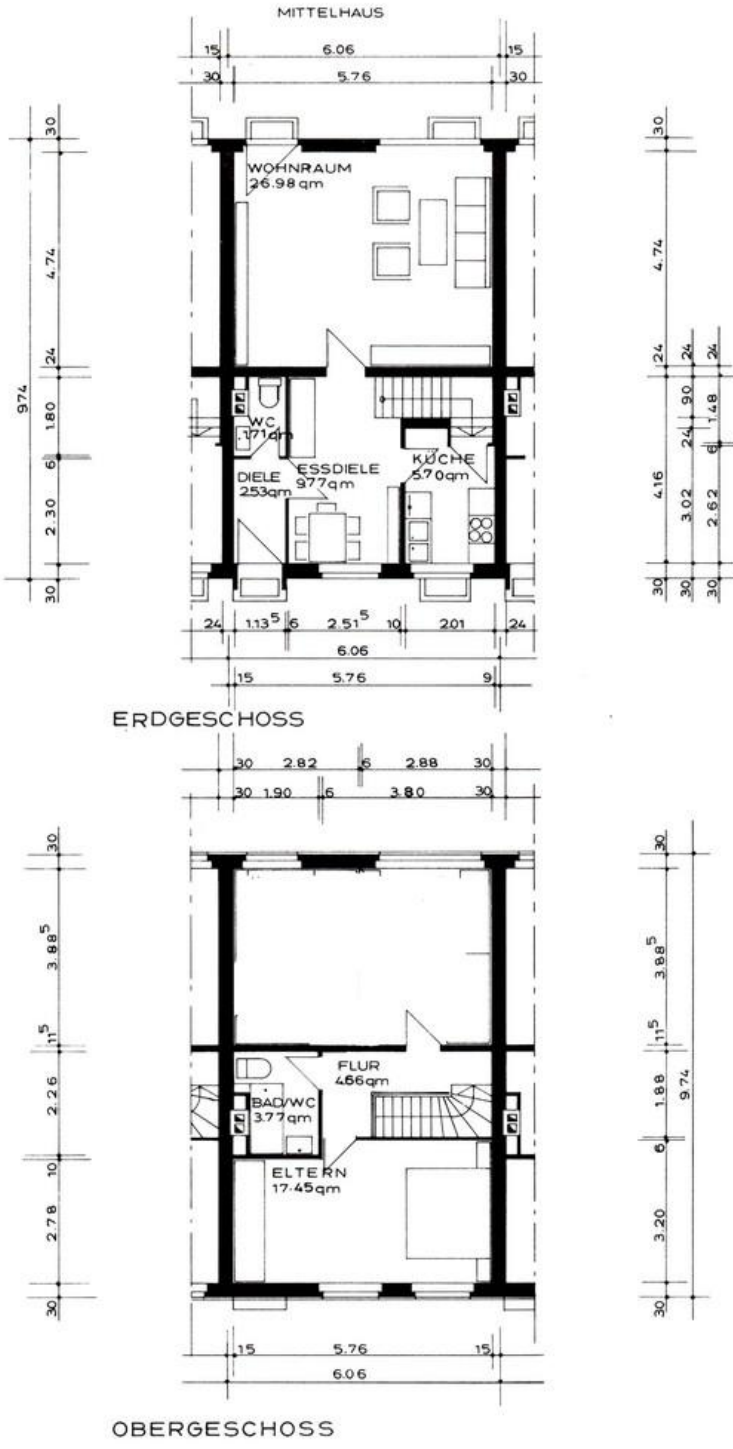 MITTELHAUS
15 6.06 15
30 5.76 30
30
4.74
24
974
1.80
6
2.30
30
WOHNRAUM
26.98 qm
WC
1.71 qm
DIELE
2.53 qm
ESSDIELE
9.77 qm
KÜCHE
5.70 qm
30
4.74
24 24 24
90 1.48
24 6
4.16 3.02 2.62
30 30 30
24 1.13⁵ 6 2.51⁵ 10 2.01 24
6.06
15 5.76 9
ERDGESCHOSS
30 2.82 6 2.88 30
30 1.90 6 3.80 30
30
3.88⁵
11⁵
2.26
10
2.78
30
FLUR
4.66 qm
BAD/WC
3.77 qm
ELTERN
17.45 qm
30
3.88⁵
11⁵
1.88
9.74
6
3.20
30
15 5.76 15
6.06
OBERGESCHOSS